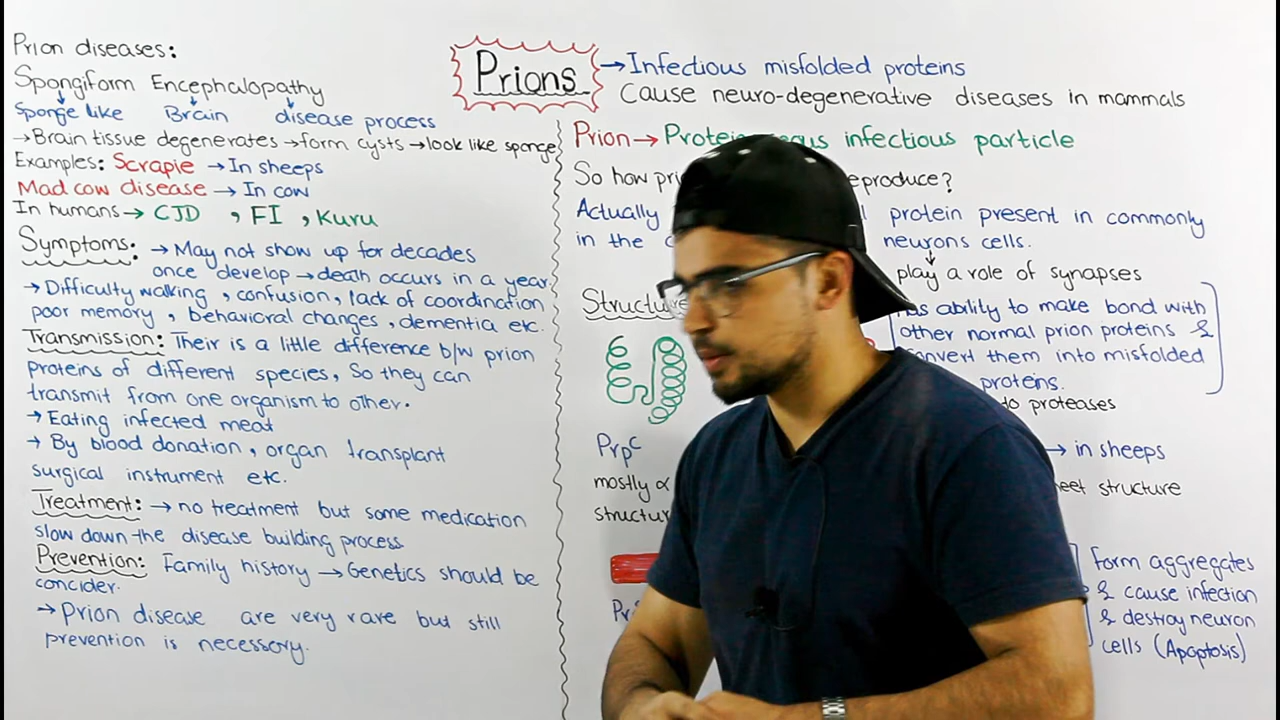 Prion diseases:
Spongiform Encephalopathy
Sponge like Brain disease process
→Brain tissue degenerates→form cysts→look like sponge
Examples: Scrapie →In sheeps
Mad cow disease → In cow
In humans→ CJD , FI , Kuru
Symptoms: →May not show up for decades
once develop→death occurs in a year
→Difficulty walking , confusion, lack of coordination
poor memory , behavioral changes , dementia etc.
Transmission: Their is a little difference b/w prion
proteins of different species, So they can
transmit from one organism to other.
→ Eating infected meat
→ By blood donation, organ transplant
surgical instrument etc.
Treatment: → no treatment but some medication
slow down the disease building process
Prevention: Family history →Genetics should be
concider.
→ Prion disease are very rare but still
prevention is necessory.
Prions →Infectious misfolded proteins
Cause neuro-degenerative diseases in mammals
Prion→ infectious particle
So how
Actually protein present in commonly
in the neurons cells.
play a role of synapses
Structure
ability to make bond with
other normal prion proteins &
them into misfolded
proteins.
to proteases
Prp^c → in sheeps
mostly α structure
Form aggregates
& cause infection
& destroy neuron
cells (Apoptosis)